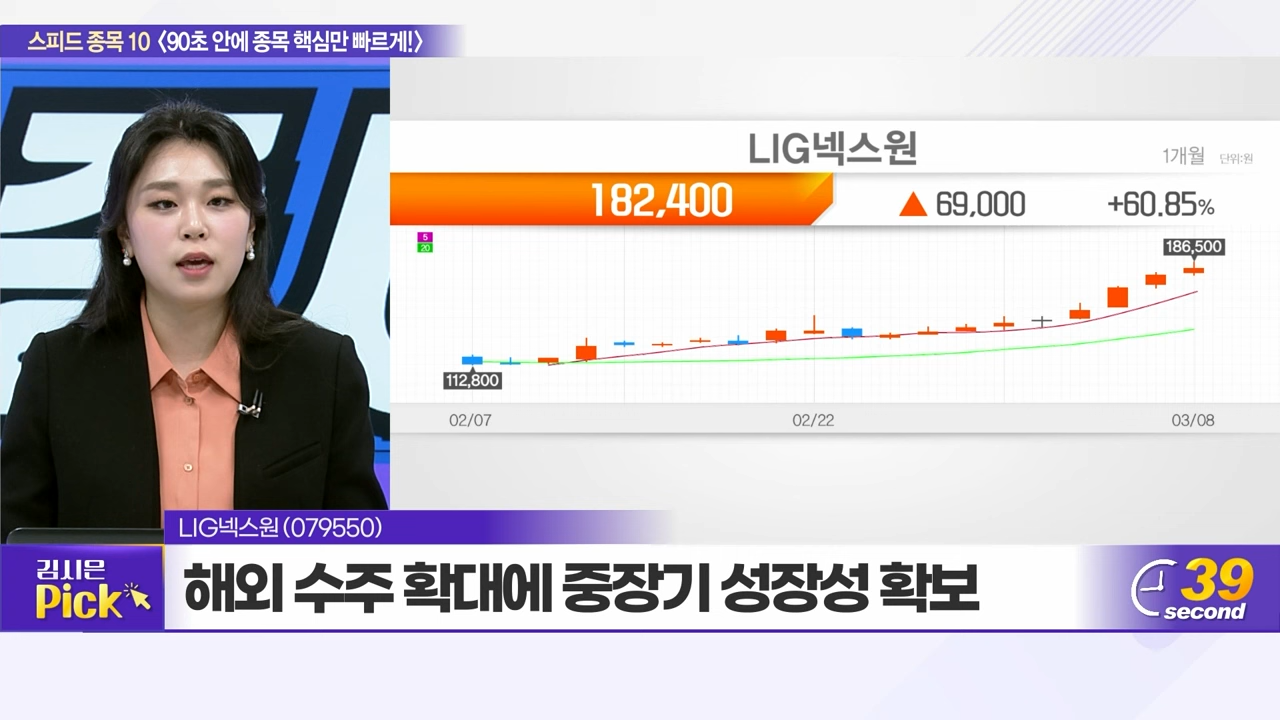 스피드 종목 10 〈90초 안에 종목 핵심만 빠르게!〉
LIG넥스원
1개월 단위:원
182,400 ▲ 69,000 +60.85%
5
20
186,500
112,800
02/07 02/22 03/08
LIG넥스원(079550)
김시은
Pick
해외 수주 확대에 중장기 성장성 확보
39
second